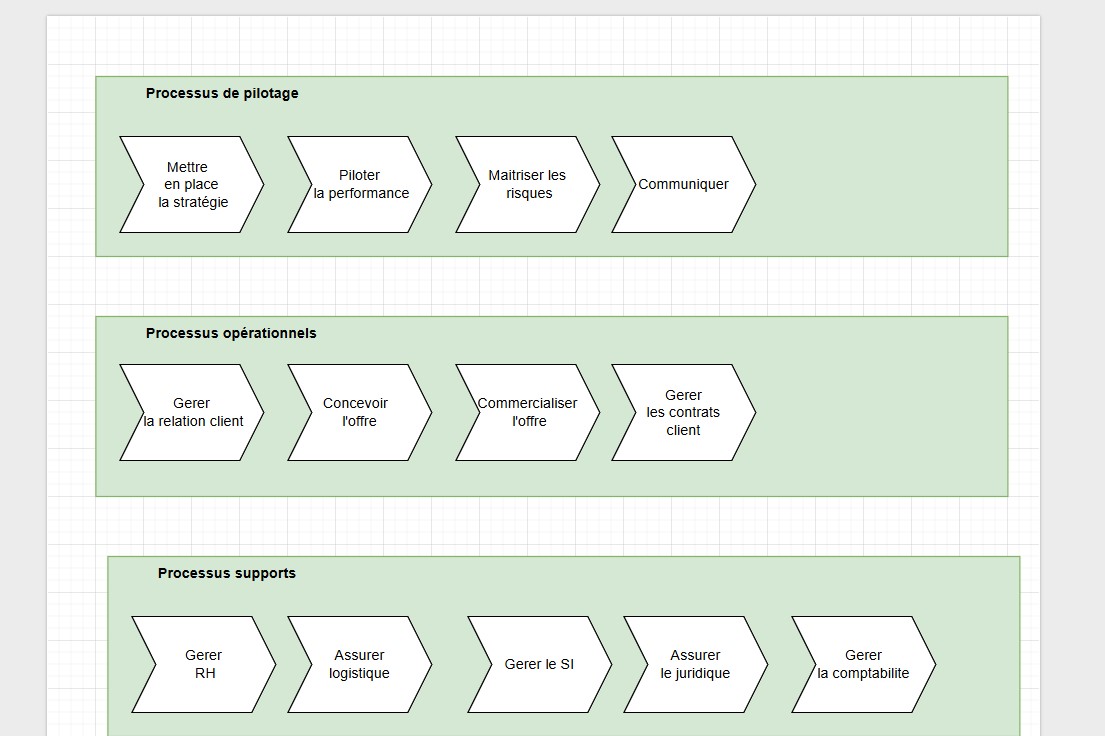 Processus de pilotage
Mettre
en place
la stratégie
Piloter
la performance
Maitriser les
risques
Communiquer
Processus opérationnels
Gerer
la relation client
Concevoir
l'offre
Commercialiser
l'offre
Gerer
les contrats
client
Processus supports
Gerer
RH
Assurer
logistique
Gerer le SI
Assurer
le juridique
Gerer
la comptabilite